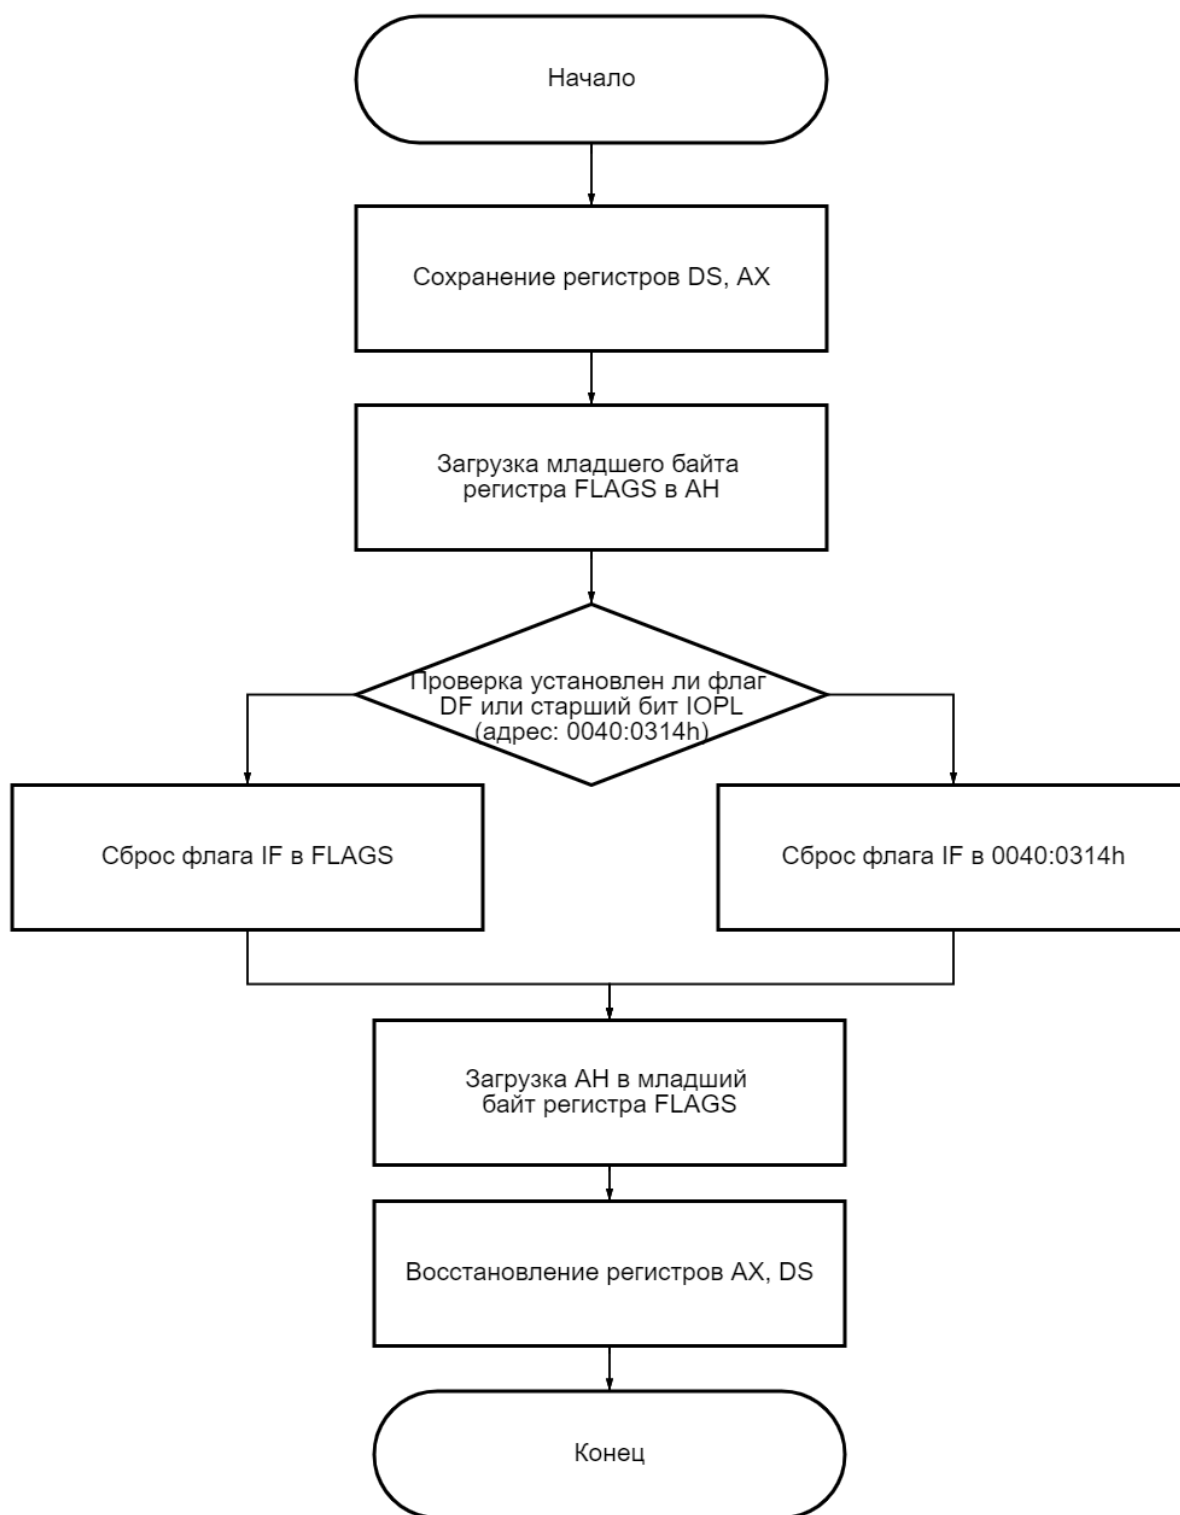 Начало
Сохранение регистров DS, AX
Загрузка младшего байта
регистра FLAGS в AH
Проверка установлен ли флаг
DF или старший бит IOPL
(адрес: 0040:0314h)
Сброс флага IF в FLAGS
Сброс флага IF в 0040:0314h
Загрузка AH в младший
байт регистра FLAGS
Восстановление регистров AX, DS
Конец